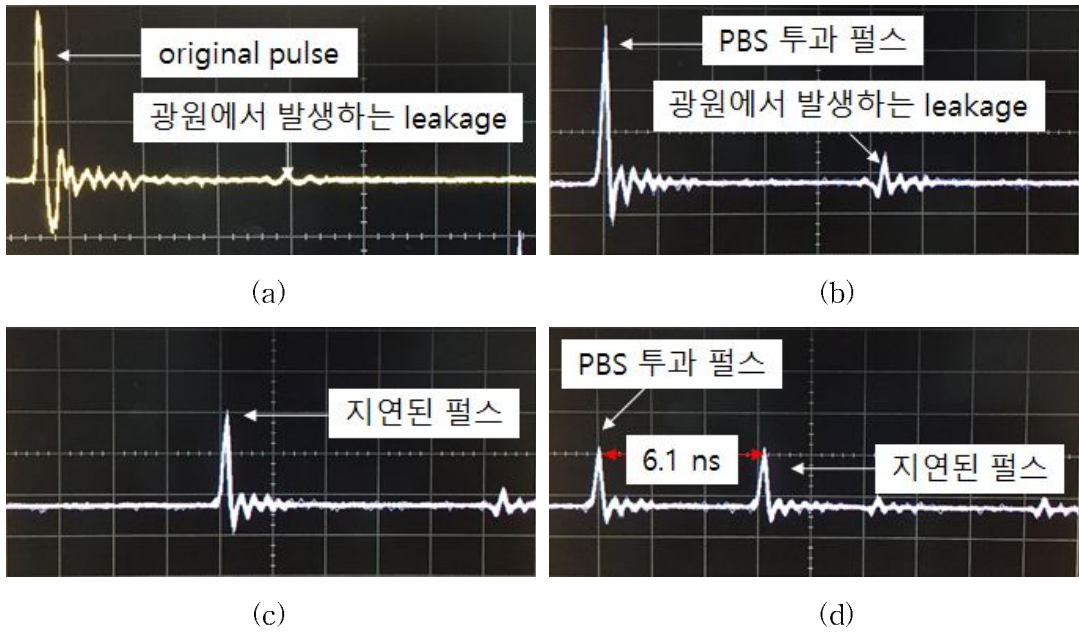 original pulse
광원에서 발생하는 leakage
(a)
PBS 투과 펄스
광원에서 발생하는 leakage
(b)
지연된 펄스
(c)
PBS 투과 펄스
6.1 ns
지연된 펄스
(d)